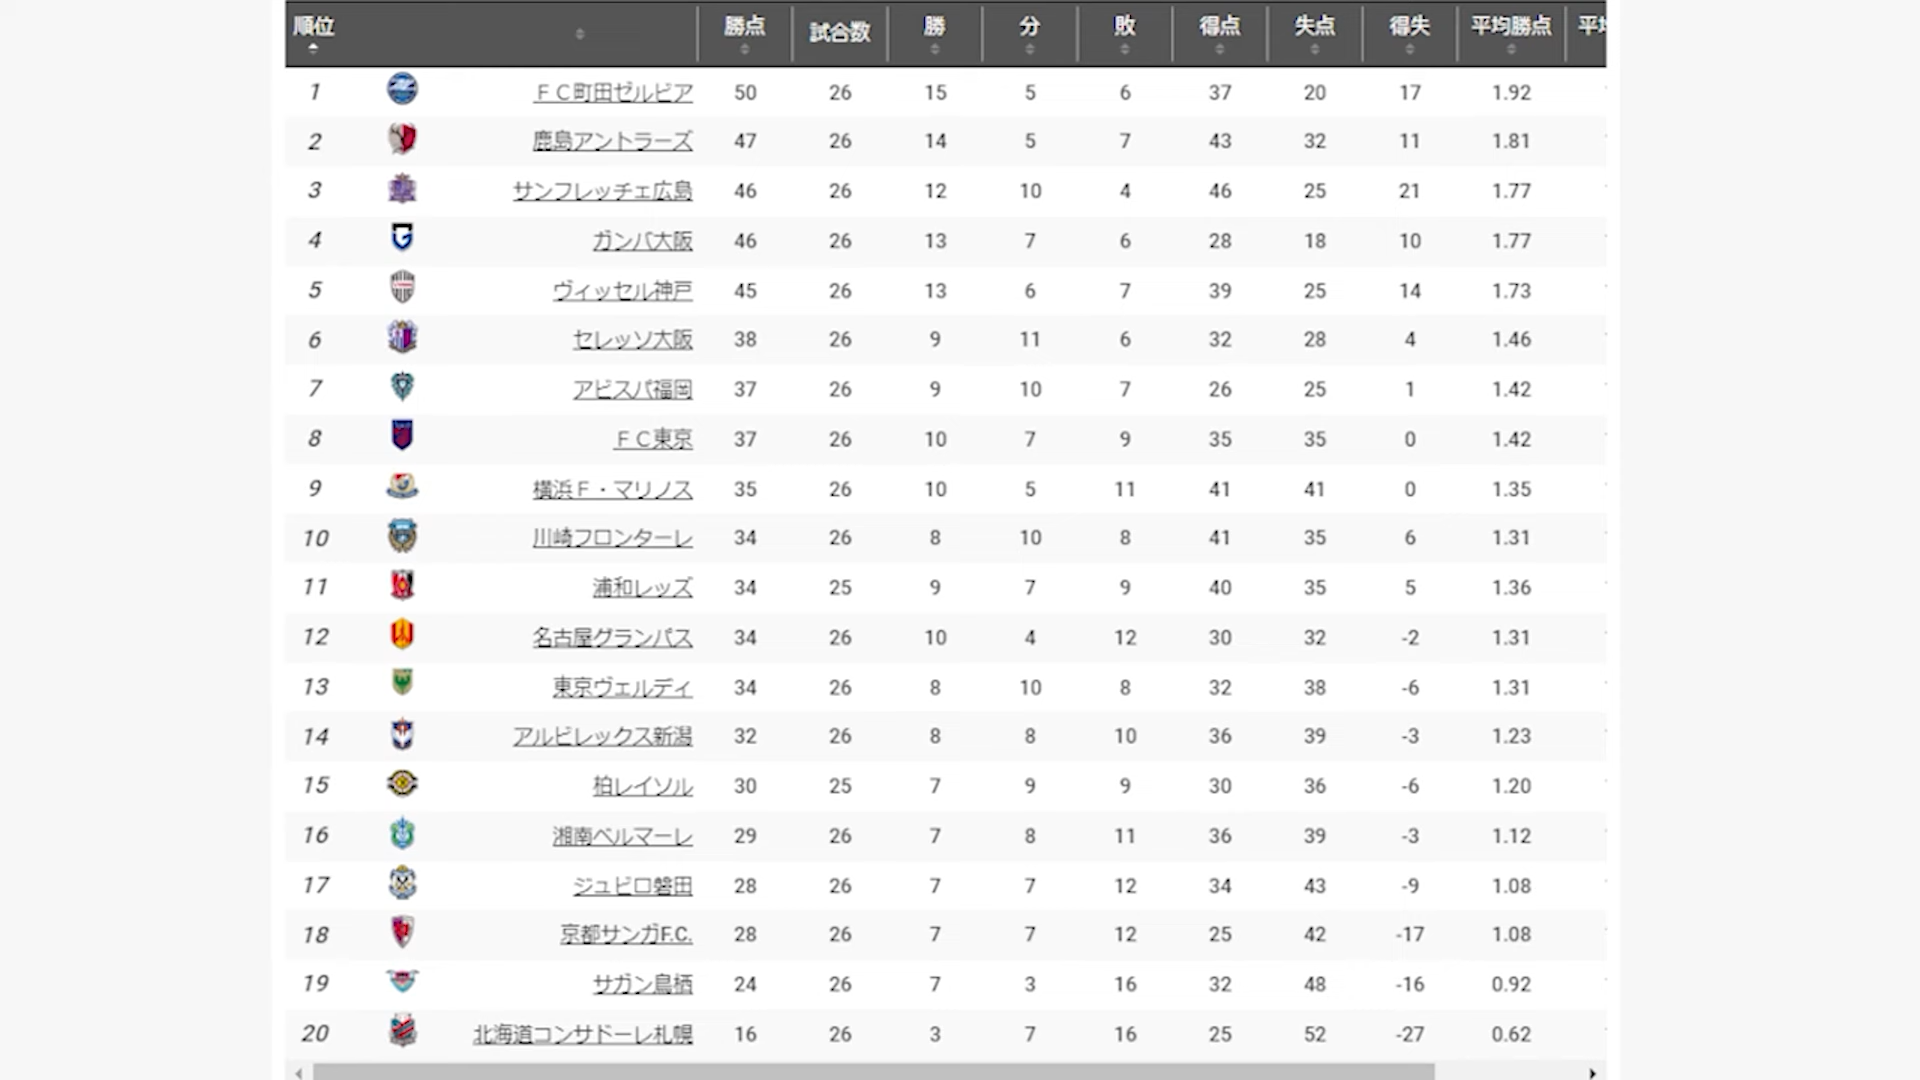 順位 勝点 試合数 勝 分 敗 得点 失点 得失 平均勝点
1 ＦＣ町田ゼルビア 50 26 15 5 6 37 20 17 1.92
2 鹿島アントラーズ 47 26 14 5 7 43 32 11 1.81
3 サンフレッチェ広島 46 26 12 10 4 46 25 21 1.77
4 ガンバ大阪 46 26 13 7 6 28 18 10 1.77
5 ヴィッセル神戸 45 26 13 6 7 39 25 14 1.73
6 セレッソ大阪 38 26 9 11 6 32 28 4 1.46
7 アビスパ福岡 37 26 9 10 7 26 25 1 1.42
8 ＦＣ東京 37 26 10 7 9 35 35 0 1.42
9 横浜Ｆ・マリノス 35 26 10 5 11 41 41 0 1.35
10 川崎フロンターレ 34 26 8 10 8 41 35 6 1.31
11 浦和レッズ 34 25 9 7 9 40 35 5 1.36
12 名古屋グランパス 34 26 10 4 12 30 32 -2 1.31
13 東京ヴェルディ 34 26 8 10 8 32 38 -6 1.31
14 アルビレックス新潟 32 26 8 8 10 36 39 -3 1.23
15 柏レイソル 30 25 7 9 9 30 36 -6 1.20
16 湘南ベルマーレ 29 26 7 8 11 36 39 -3 1.12
17 ジュビロ磐田 28 26 7 7 12 34 43 -9 1.08
18 京都サンガF.C. 28 26 7 7 12 25 42 -17 1.08
19 サガン鳥栖 24 26 7 3 16 32 48 -16 0.92
20 北海道コンサドーレ札幌 16 26 3 7 16 25 52 -27 0.62